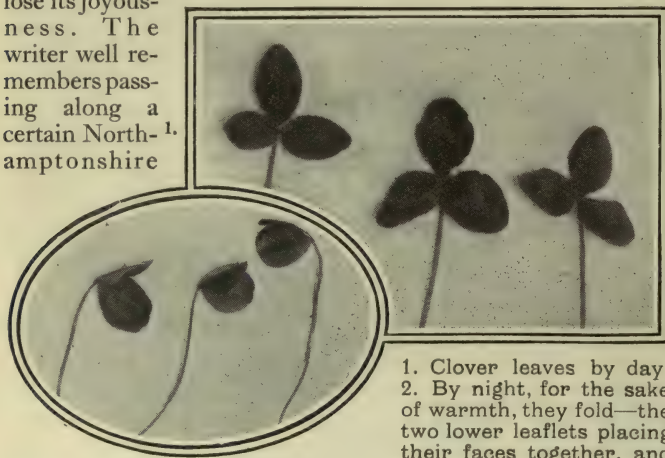 lose its joyous-
ness. The
writer well re-
members pass-
ing along a
certain North-
amptonshire
1.
1. Clover leaves by day
2. By night, for the sake
of warmth, they fold—the
two lower leaflets placing
their faces together, and